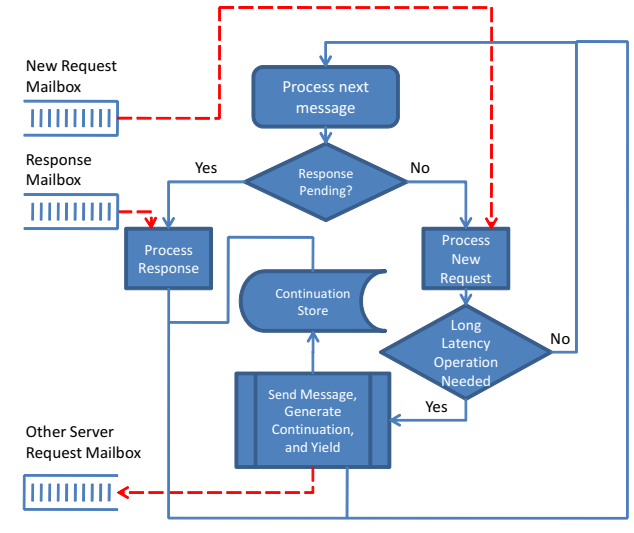 New Request
Mailbox
Process next
message
Response
Mailbox
Yes
Response
Pending?
No
Process
Response
Process
New
Request
Continuation
Store
Long
Latency
Operation
Needed
No
Yes
Send Message,
Generate
Continuation,
and Yield
Other Server
Request Mailbox